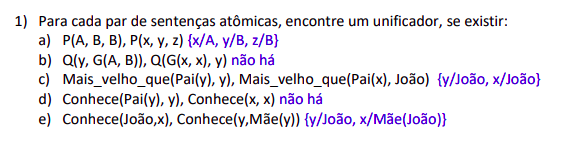 1) Para cada par de sentenças atômicas, encontre um unificador, se existir:
a) P(A, B, B), P(x, y, z) {x/A, y/B, z/B}
b) Q(y, G(A, B)), Q(G(x, x), y) não há
c) Mais_velho_que(Pai(y), y), Mais_velho_que(Pai(x), João) {y/João, x/João}
d) Conhece(Pai(y), y), Conhece(x, x) não há
e) Conhece(João,x), Conhece(y,Mãe(y)) {y/João, x/Mãe(João)}